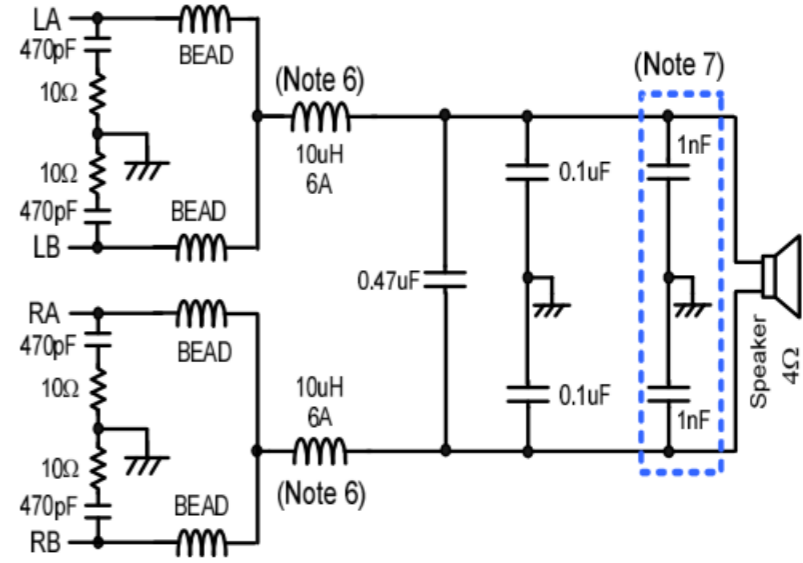 LA
470pF
BEAD
10Ω
10Ω
470pF
BEAD
LB
(Note 6)
10uH
6A
(Note 7)
1nF
0.1uF
0.47uF
0.1uF
1nF
Speaker
4Ω
RA
470pF
BEAD
10Ω
10Ω
470pF
BEAD
RB
10uH
6A
(Note 6)